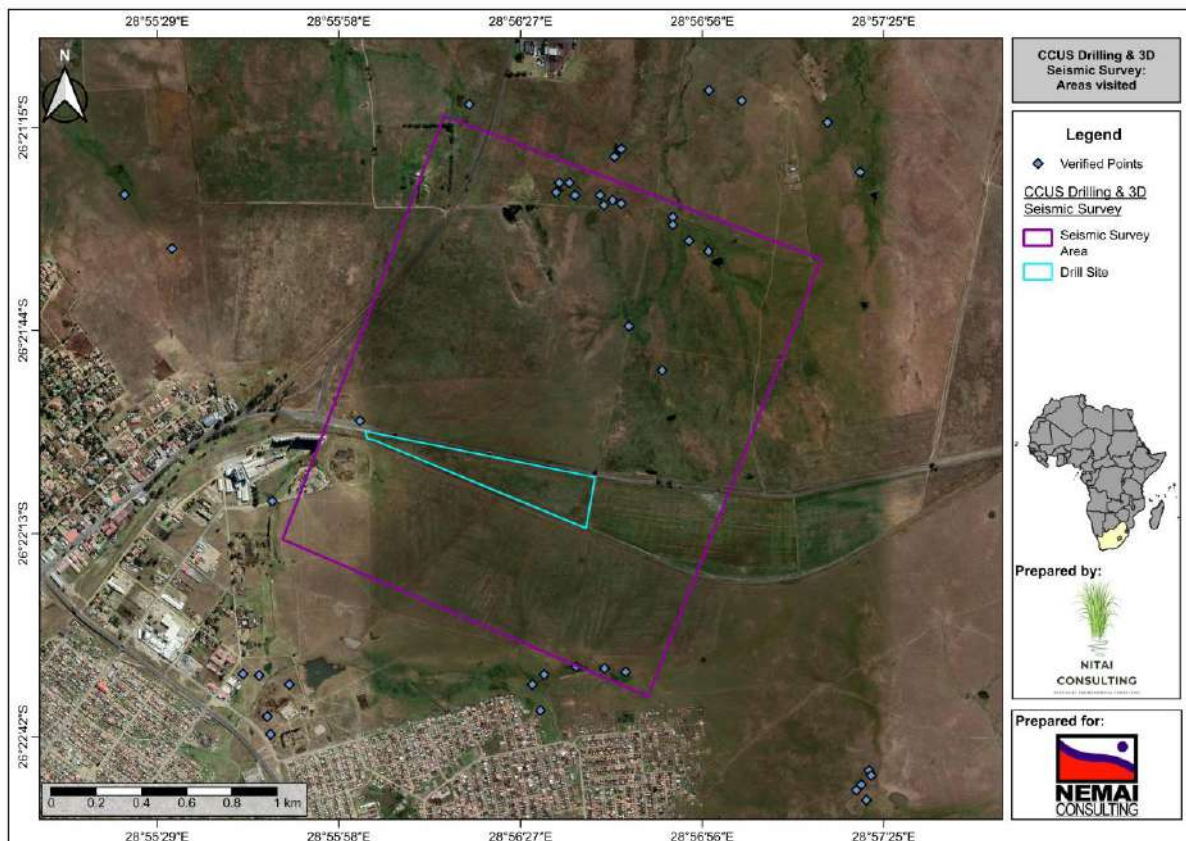 28°55'29"E 28°55'58"E 28°56'27"E 28°56'56"E 28°57'25"E
N
26°21'15"S
26°21'44"S
26°22'13"S
26°22'42"S
0 0.2 0.4 0.6 0.8 1 km
28°55'29"E 28°55'58"E 28°56'27"E 28°56'56"E 28°57'25"E
CCUS Drilling & 3D
Seismic Survey:
Areas visited
Legend
Verified Points
CCUS Drilling & 3D
Seismic Survey
Seismic Survey
Area
Drill Site
Prepared by:
NITAI
CONSULTING
Prepared for:
NEMAI
CONSULTING